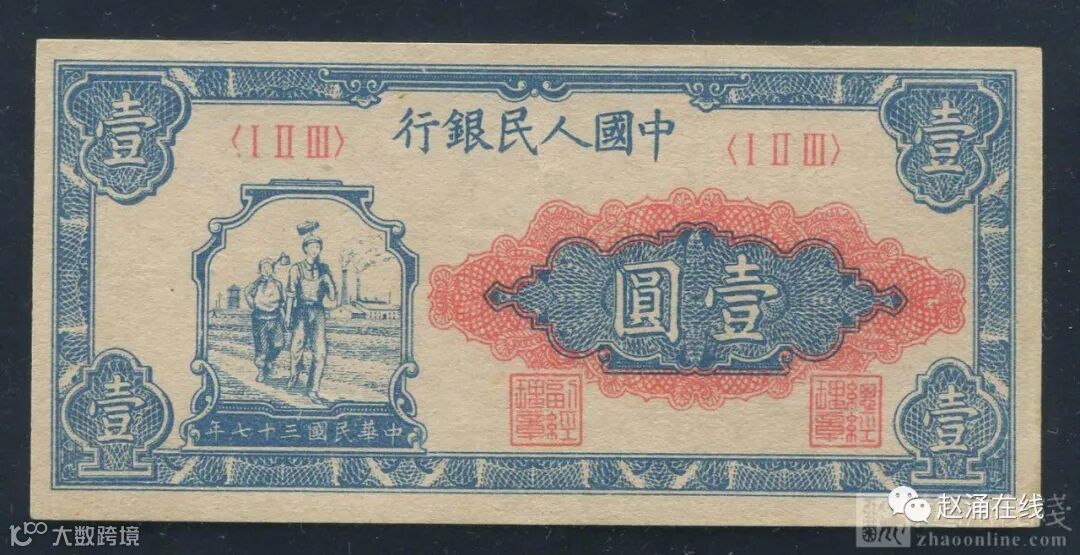 壹
壹
中國人民銀行
〈I II III〉
〈I II III〉
壹圓
總經理章
副經理章
中華民國三十七年
壹
壹
赵涌在线
zhaoonline.com
大数跨境